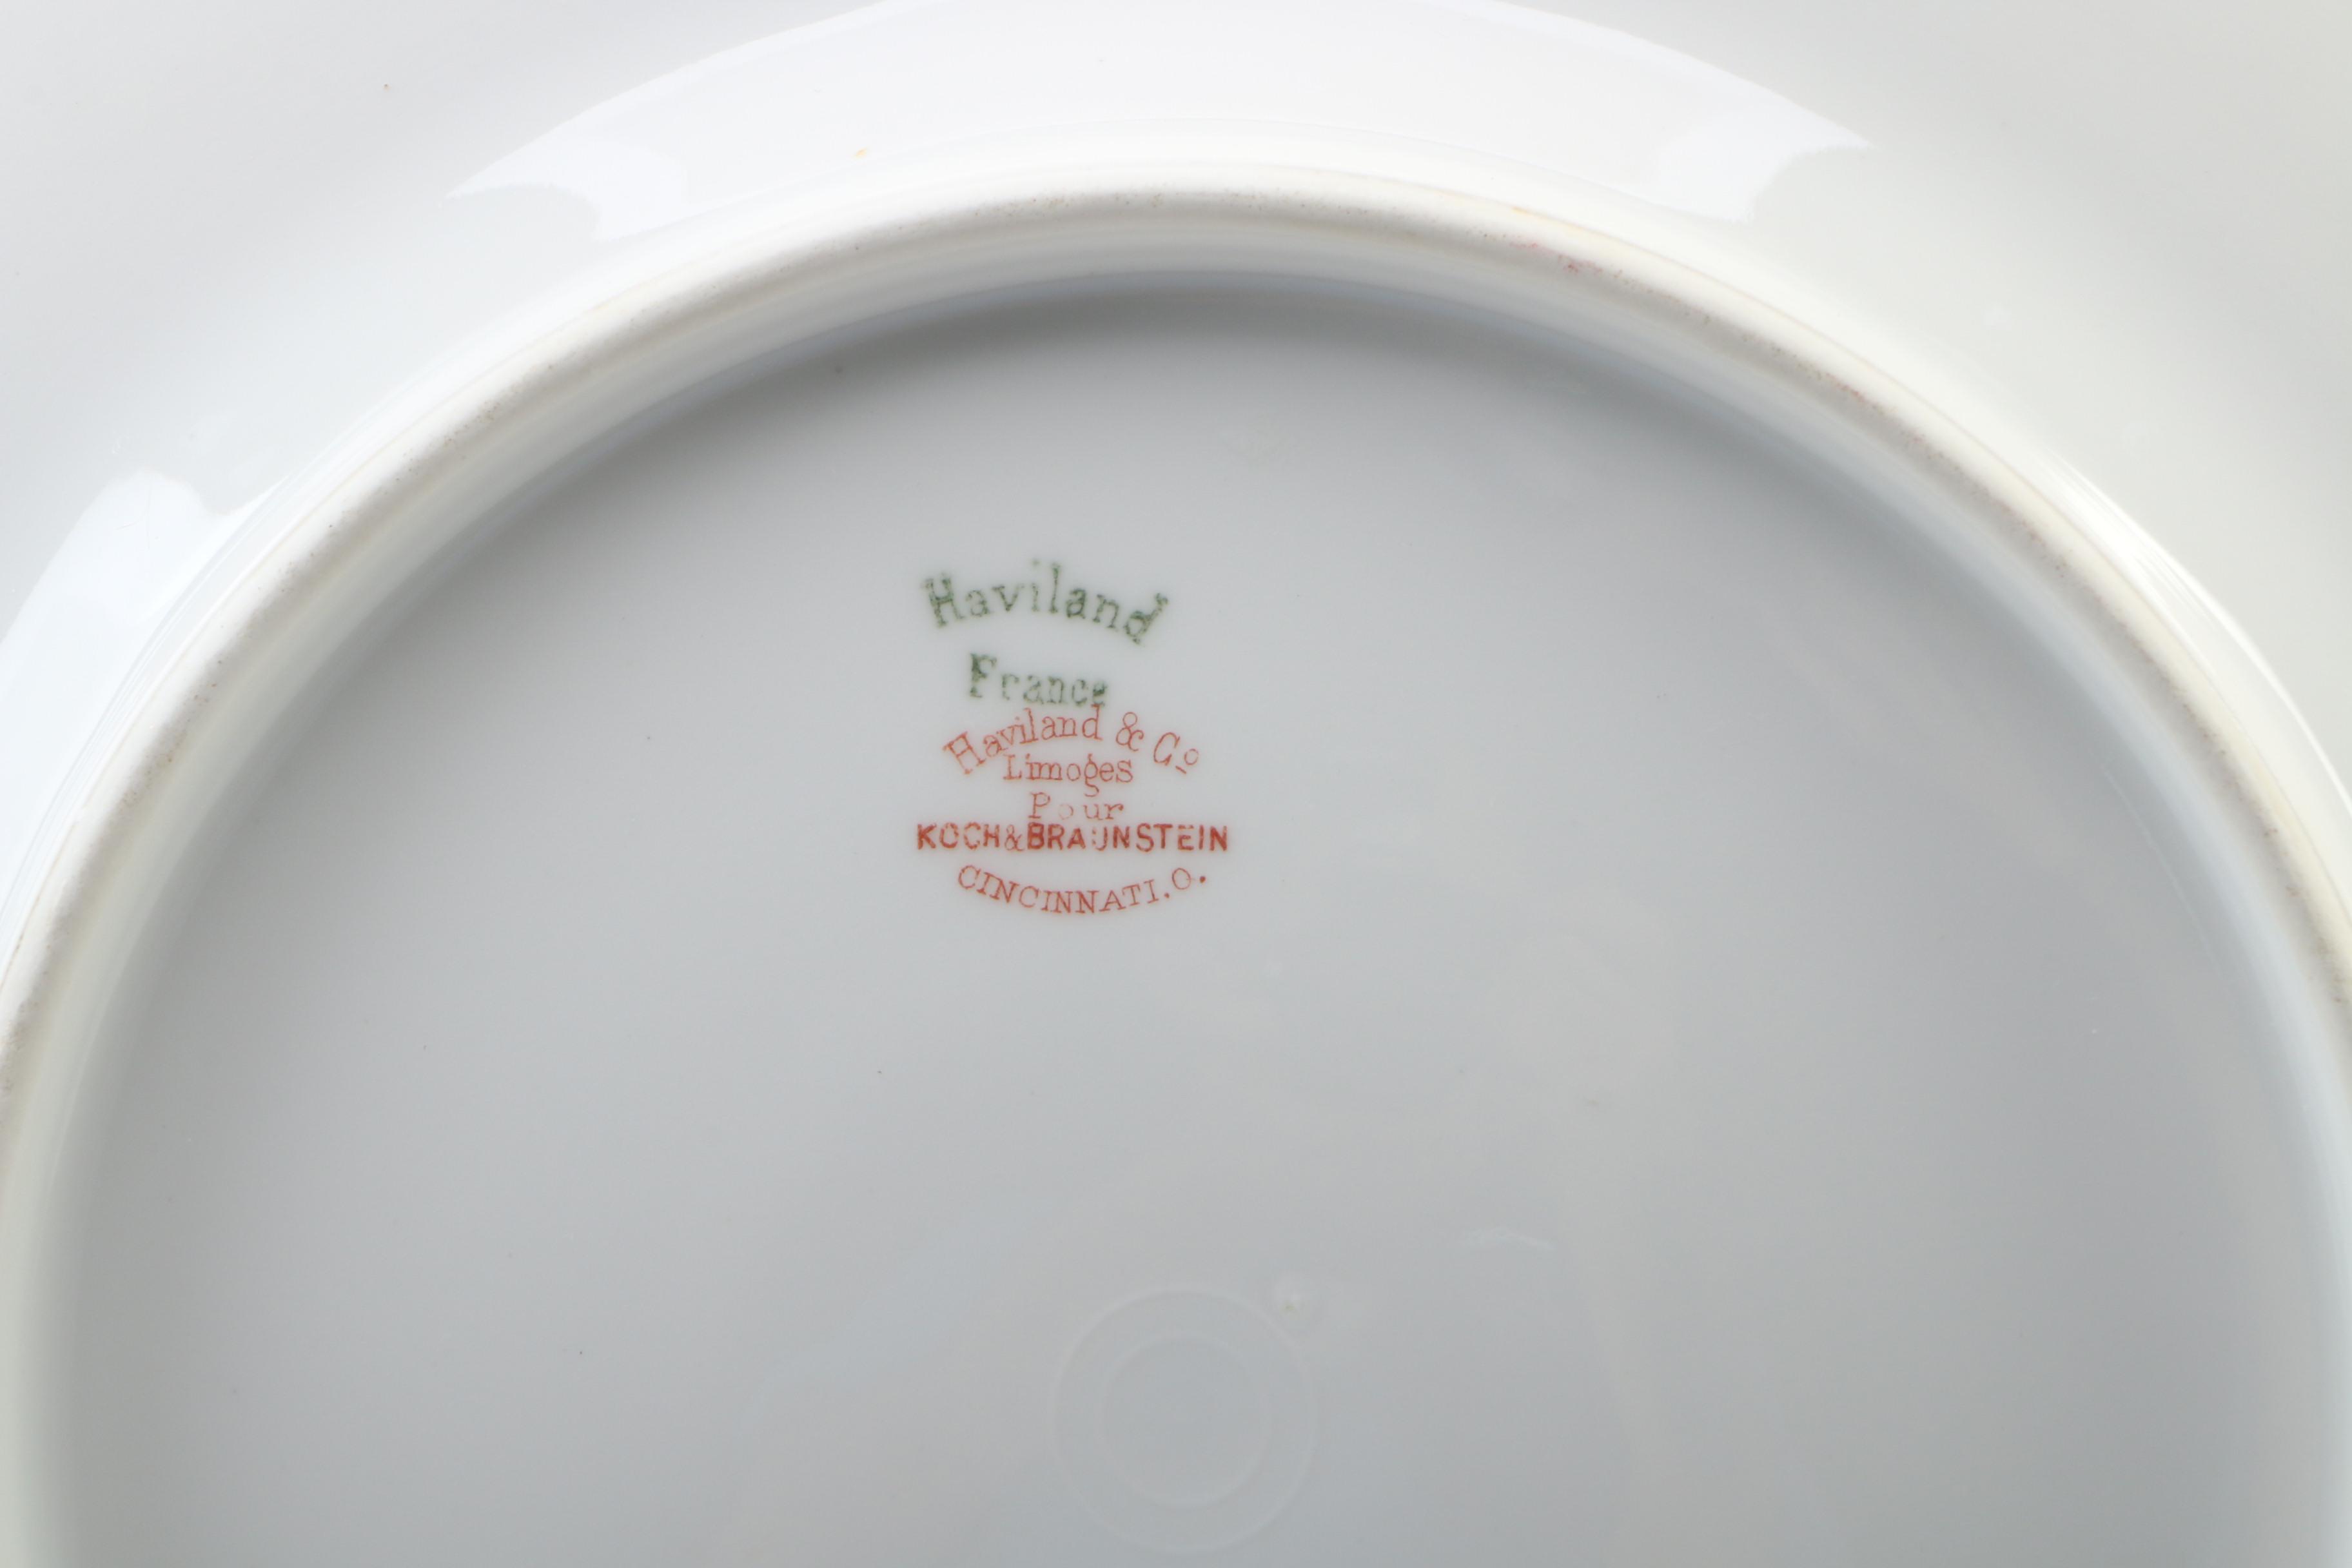 Haviland
France
Haviland & Co
Limoges
Pour
KOCH & BRAUNSTEIN
CINCINNATI. O.